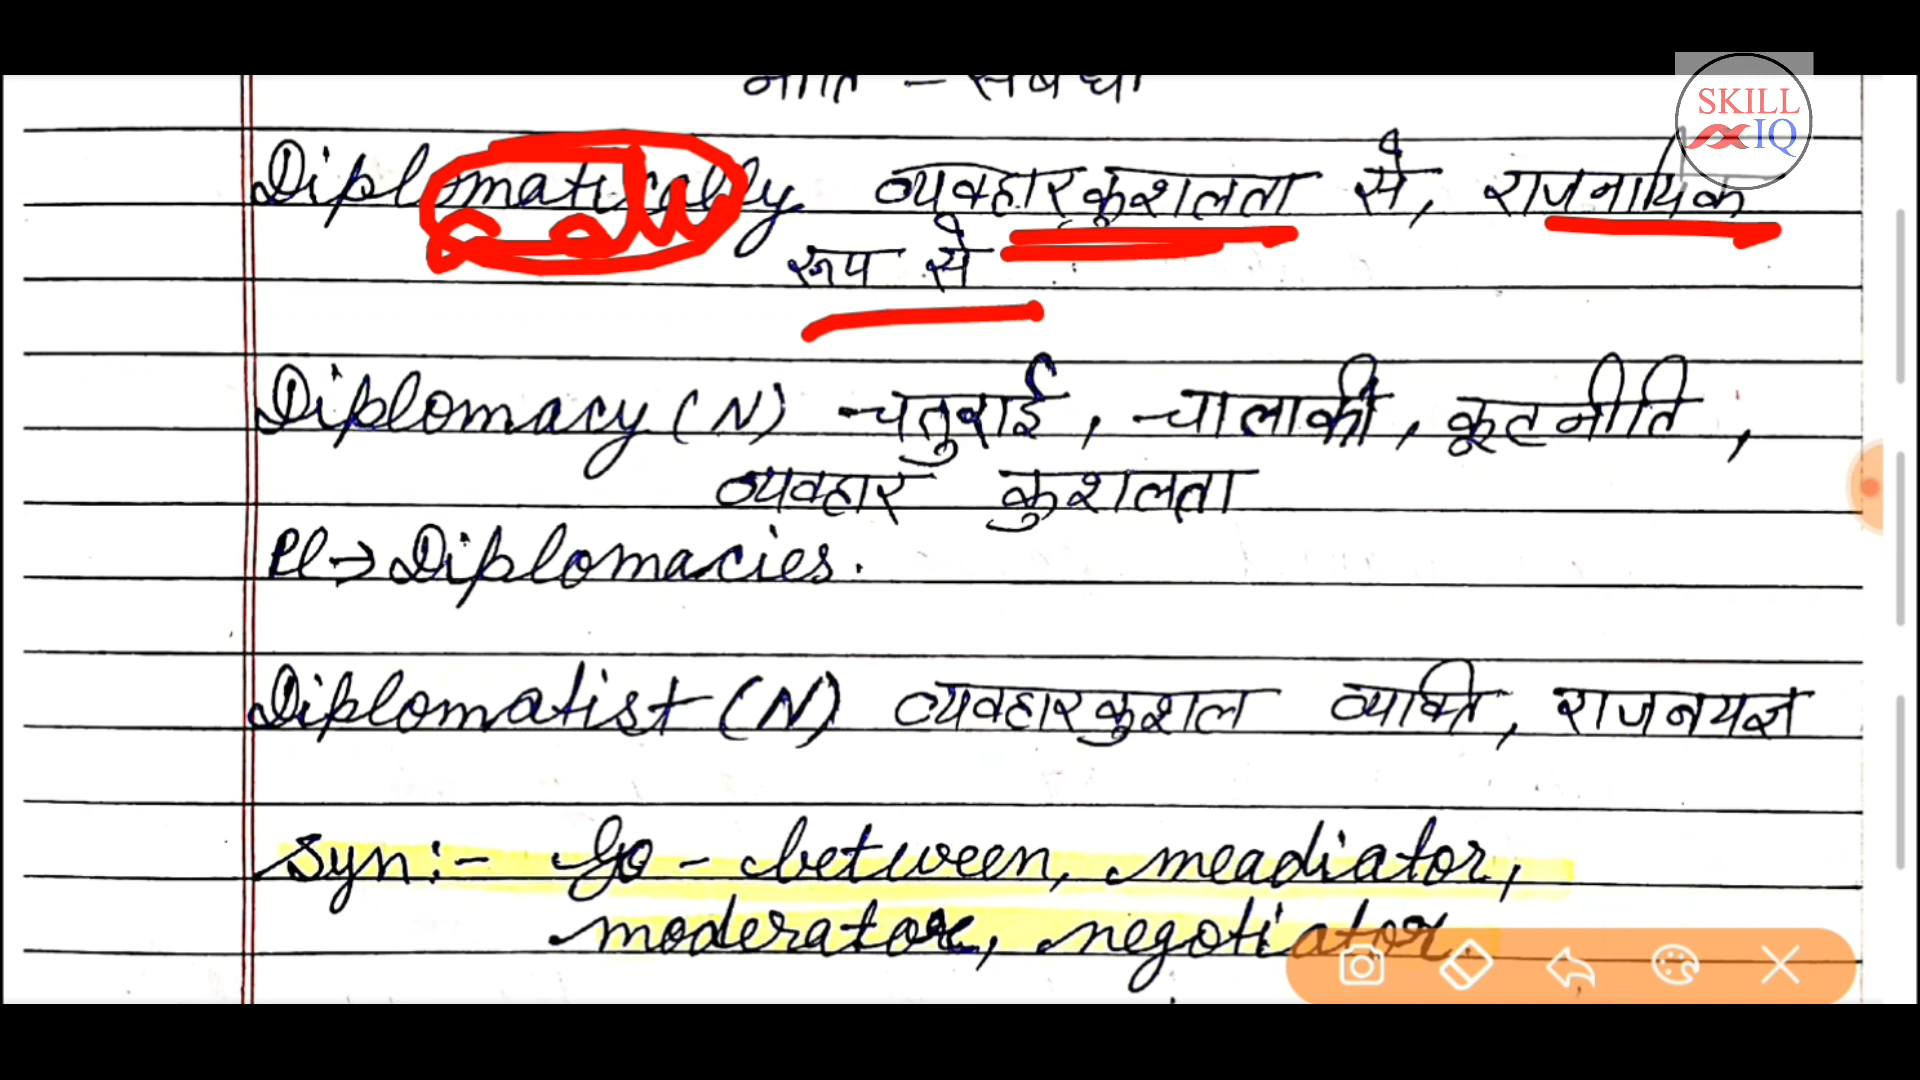 नीति - संबंधी
SKILL
IQ
Diplomatically व्यवहारकुशलता से, राजनायिक
रूप से
Diplomacy (N) - चतुराई, चालाकी, कूटनीति,
व्यवहार कुशलता
Pl → Diplomacies.
Diplomatist (N) व्यवहारकुशल व्यक्ति, राजनयज्ञ
Syn:- Go - between, meadiator,
moderator, negotiator.